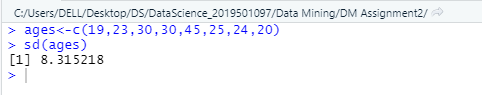 C:/Users/DELL/Desktop/DS/DataScience_2019501097/Data Mining/DM Assignment2/
> ages<-c(19,23,30,30,45,25,24,20)
> sd(ages)
[1] 8.315218
>